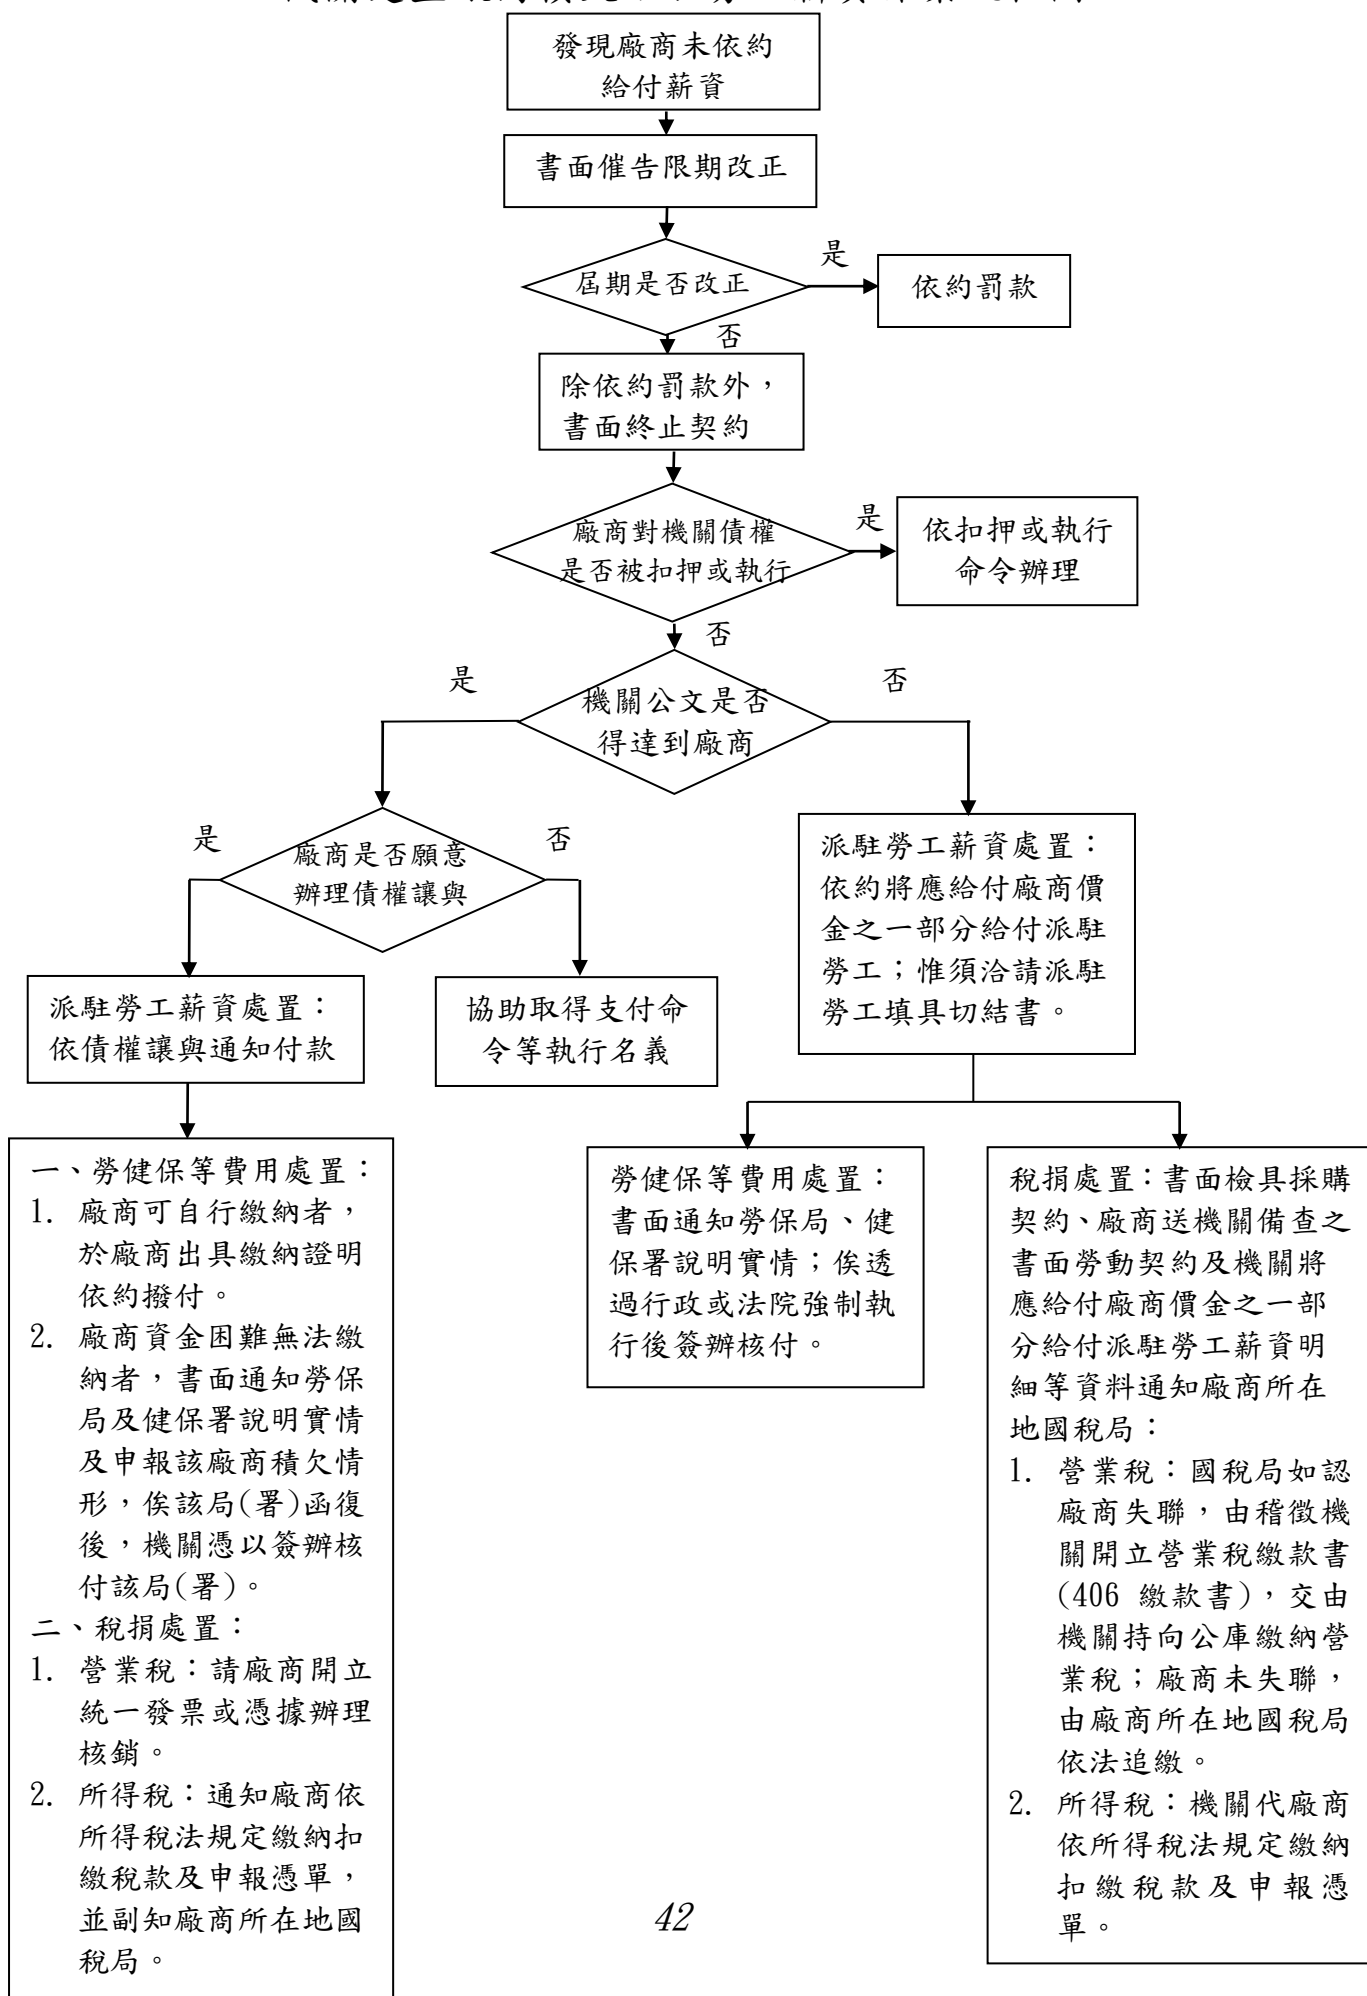 發現廠商未依約
給付薪資
書面催告限期改正
屆期是否改正
是
依約罰款
否
除依約罰款外，
書面終止契約
廠商對機關債權
是否被扣押或執行
是
依扣押或執行
命令辦理
否
機關公文是否
得達到廠商
是
否
廠商是否願意
辦理債權讓與
是
否
派駐勞工薪資處置：
依債權讓與通知付款
協助取得支付命
令等執行名義
派駐勞工薪資處置：
依約將應給付廠商價
金之一部分給付派駐
勞工；惟須洽請派駐
勞工填具切結書。
一、勞健保等費用處置：
1. 廠商可自行繳納者，
於廠商出具繳納證明
依約撥付。
2. 廠商資金困難無法繳
納者，書面通知勞保
局及健保署說明實情
及申報該廠商積欠情
形，俟該局(署)函復
後，機關憑以簽辦核
付該局(署)。
二、稅捐處置：
1. 營業稅：請廠商開立
統一發票或憑據辦理
核銷。
2. 所得稅：通知廠商依
所得稅法規定繳納扣
繳稅款及申報憑單，
並副知廠商所在地國
稅局。
勞健保等費用處置：
書面通知勞保局、健
保署說明實情；俟透
過行政或法院強制執
行後簽辦核付。
稅捐處置：書面檢具採購
契約、廠商送機關備查之
書面勞動契約及機關將
應給付廠商價金之一部
分給付派駐勞工薪資明
細等資料通知廠商所在
地國稅局：
1. 營業稅：國稅局如認
廠商失聯，由稽徵機
關開立營業稅繳款書
(406 繳款書)，交由
機關持向公庫繳納營
業稅；廠商未失聯，
由廠商所在地國稅局
依法追繳。
2. 所得稅：機關代廠商
依所得稅法規定繳納
扣繳稅款及申報憑
單。
42